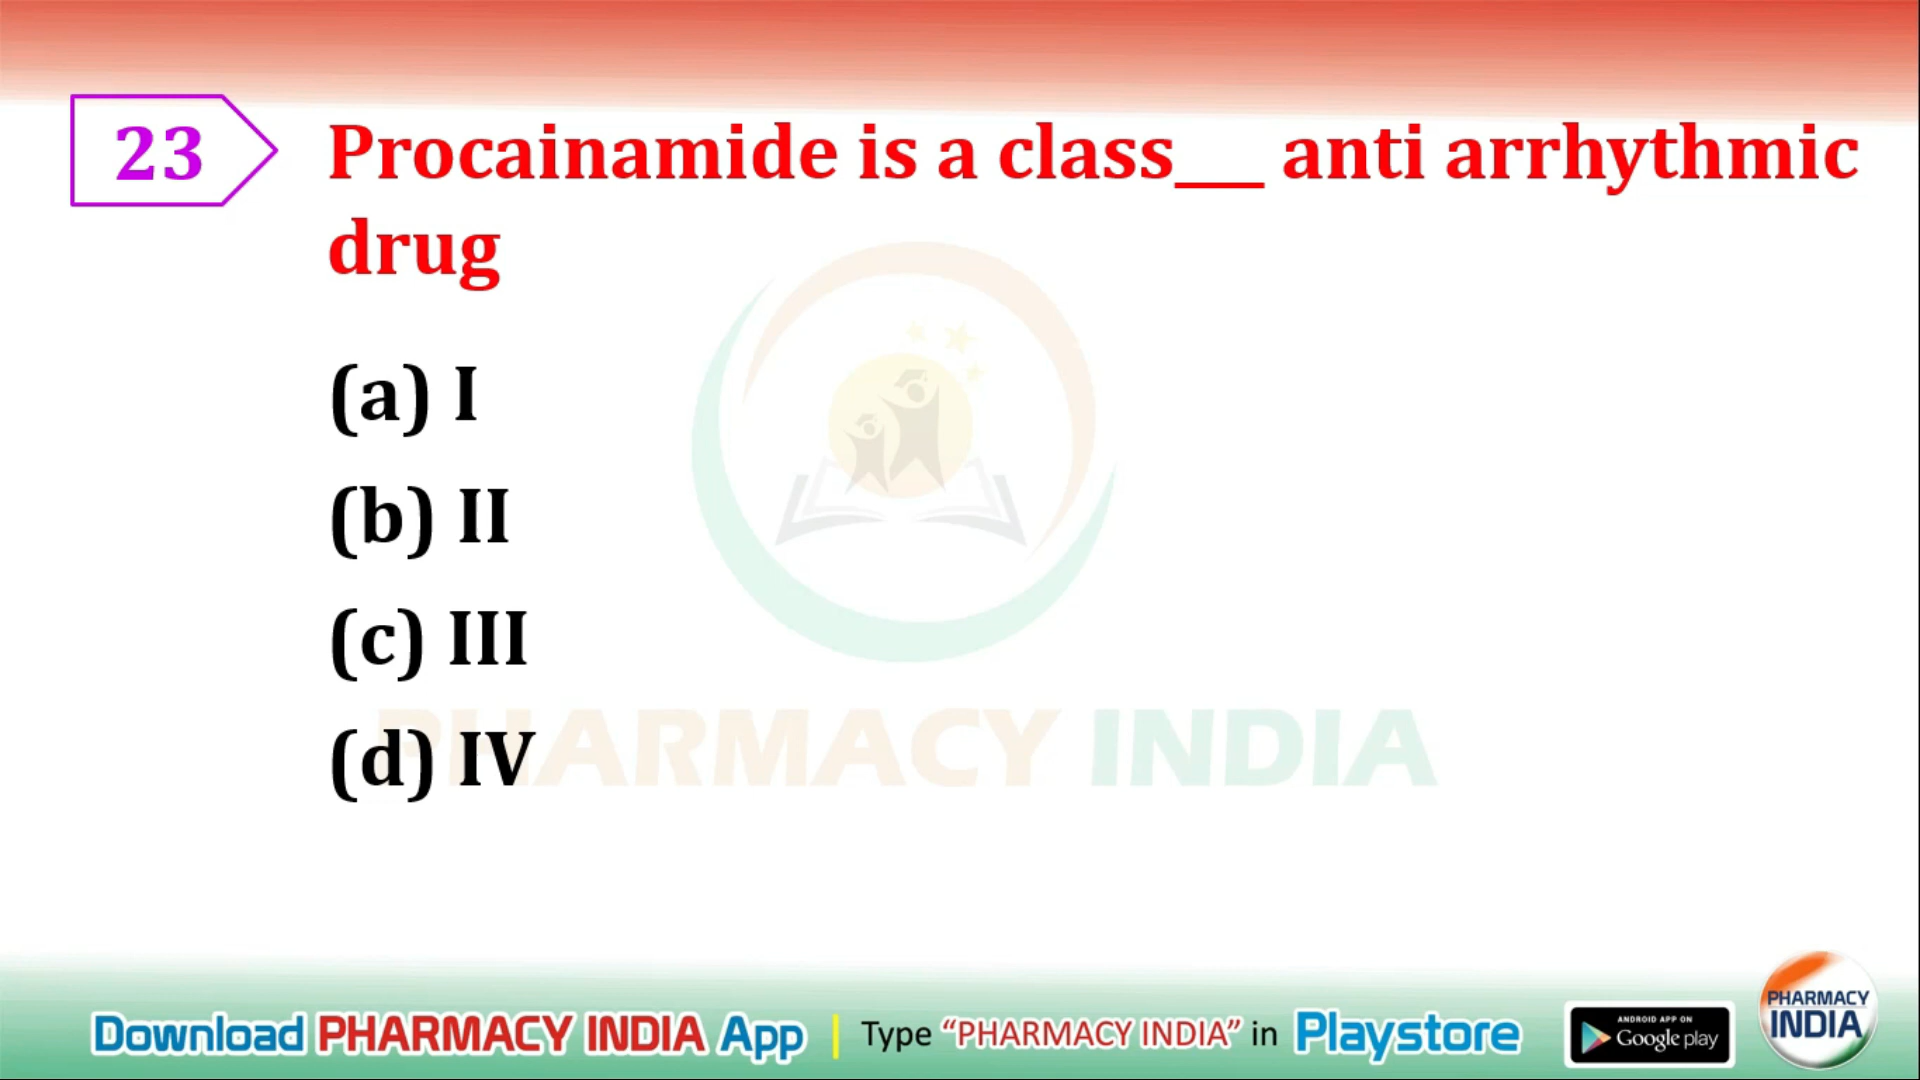 23
Procainamide is a class___ anti arrhythmic
drug
(a) I
(b) II
(c) III
(d) IV
PHARMACY INDIA
Download PHARMACY INDIA App | Type “PHARMACY INDIA” in Playstore
ANDROID APP ON
Google play
PHARMACY
INDIA